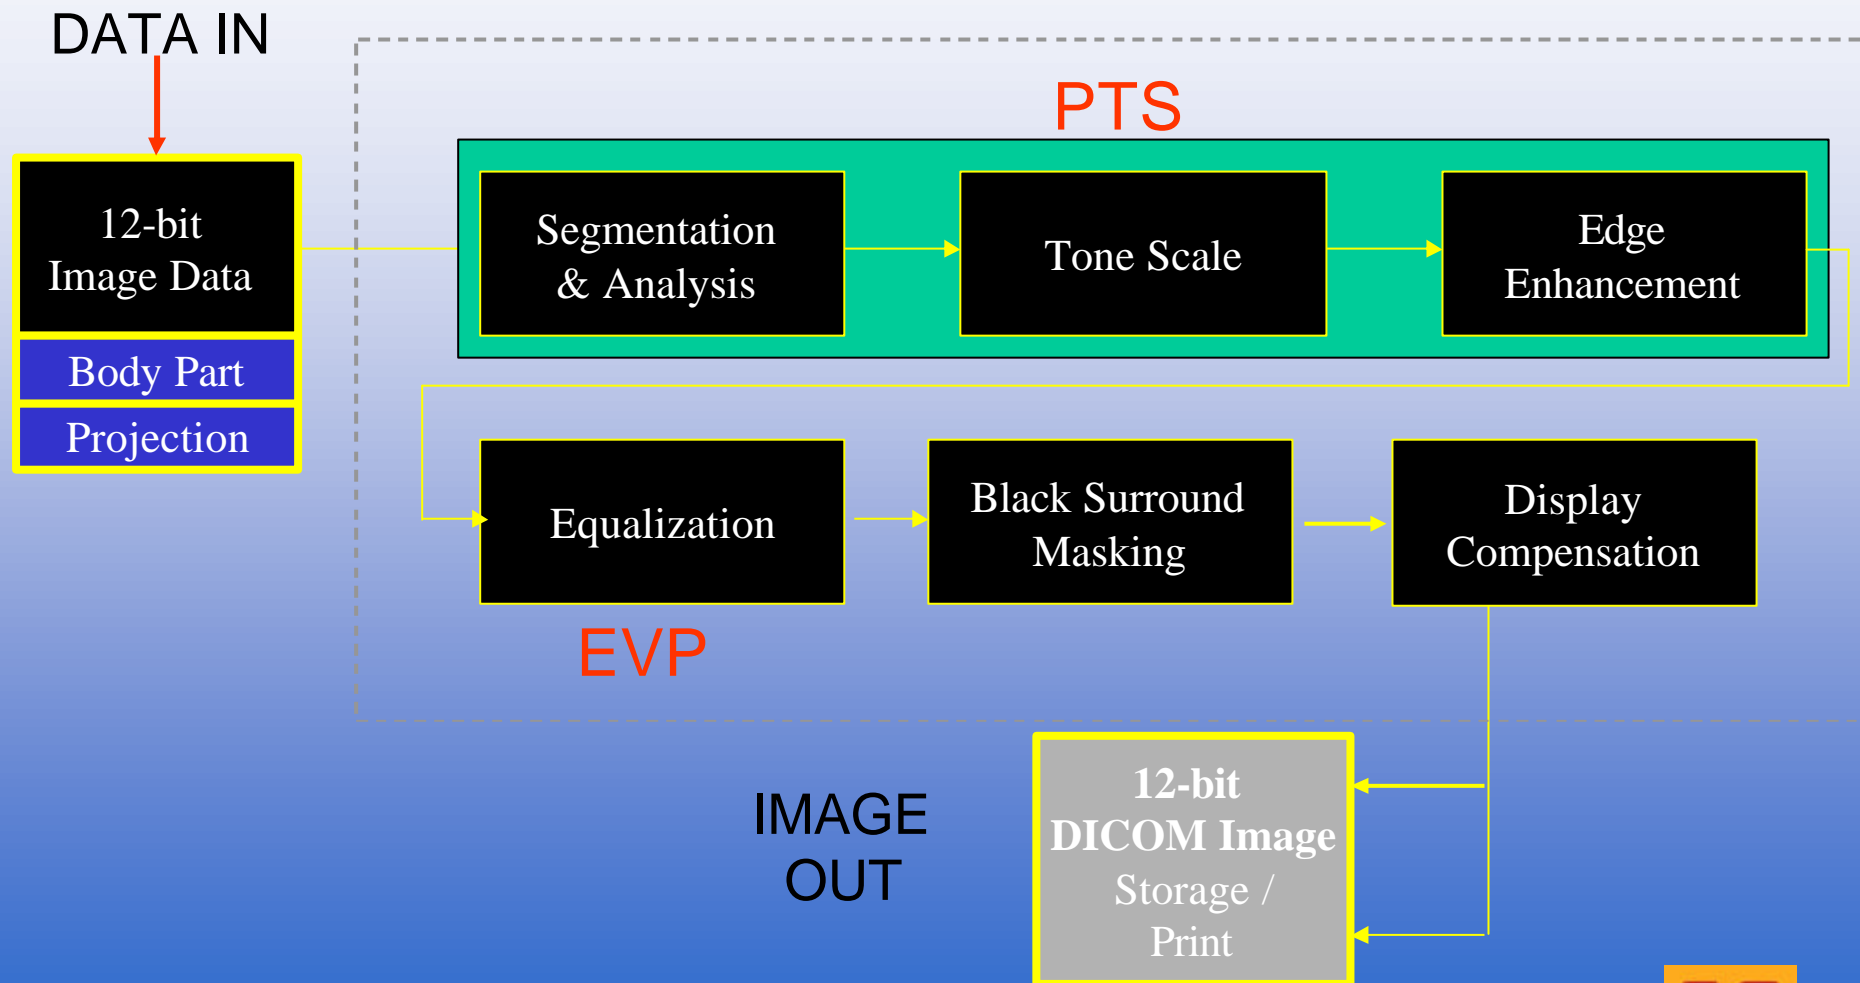 DATA IN
PTS
12-bit
Image Data
Body Part
Projection
Segmentation
& Analysis
Tone Scale
Edge
Enhancement
Equalization
Black Surround
Masking
Display
Compensation
EVP
IMAGE
OUT
12-bit
DICOM Image
Storage /
Print